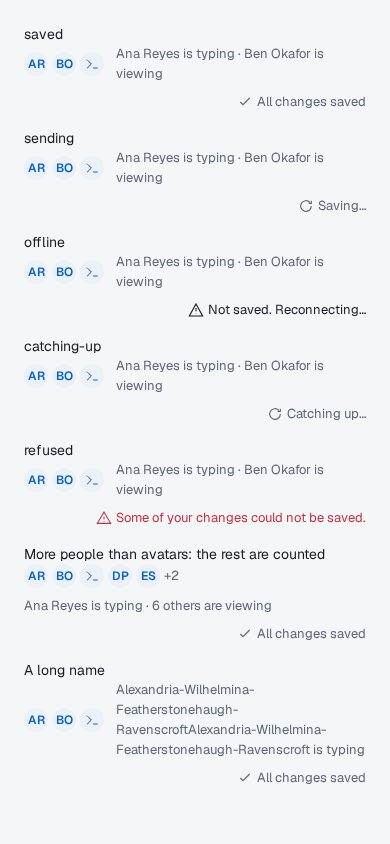 saved
AR BO >_ Ana Reyes is typing · Ben Okafor is
viewing
All changes saved
sending
AR BO >_ Ana Reyes is typing · Ben Okafor is
viewing
Saving…
offline
AR BO >_ Ana Reyes is typing · Ben Okafor is
viewing
Not saved. Reconnecting…
catching-up
AR BO >_ Ana Reyes is typing · Ben Okafor is
viewing
Catching up…
refused
AR BO >_ Ana Reyes is typing · Ben Okafor is
viewing
Some of your changes could not be saved.
More people than avatars: the rest are counted
AR BO >_ DP ES +2
Ana Reyes is typing · 6 others are viewing
All changes saved
A long name
Alexandria-Wilhelmina-
Featherstonehaugh-
AR BO >_ RavenscroftAlexandria-Wilhelmina-
Featherstonehaugh-Ravenscroft is typing
All changes saved